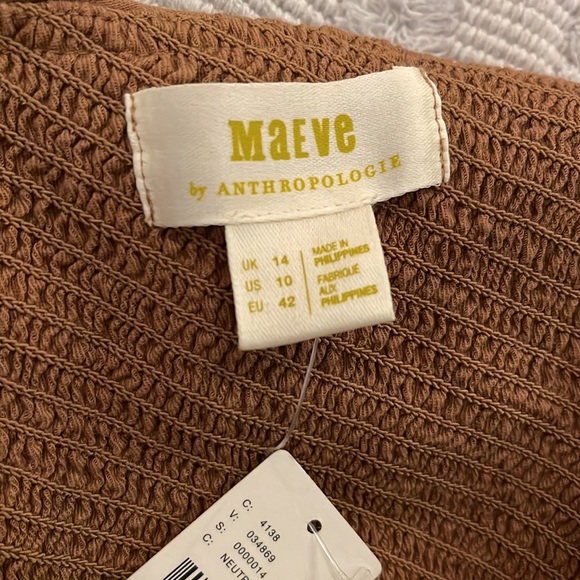 MAEVE
by ANTHROPOLOGIE
UK 14
US 10
EU 42
MADE IN
PHILIPPINES
FABRIQUE
AUX
PHILIPPINES
C: 4138
V: 034869
S: 0000014
C: NEUTR